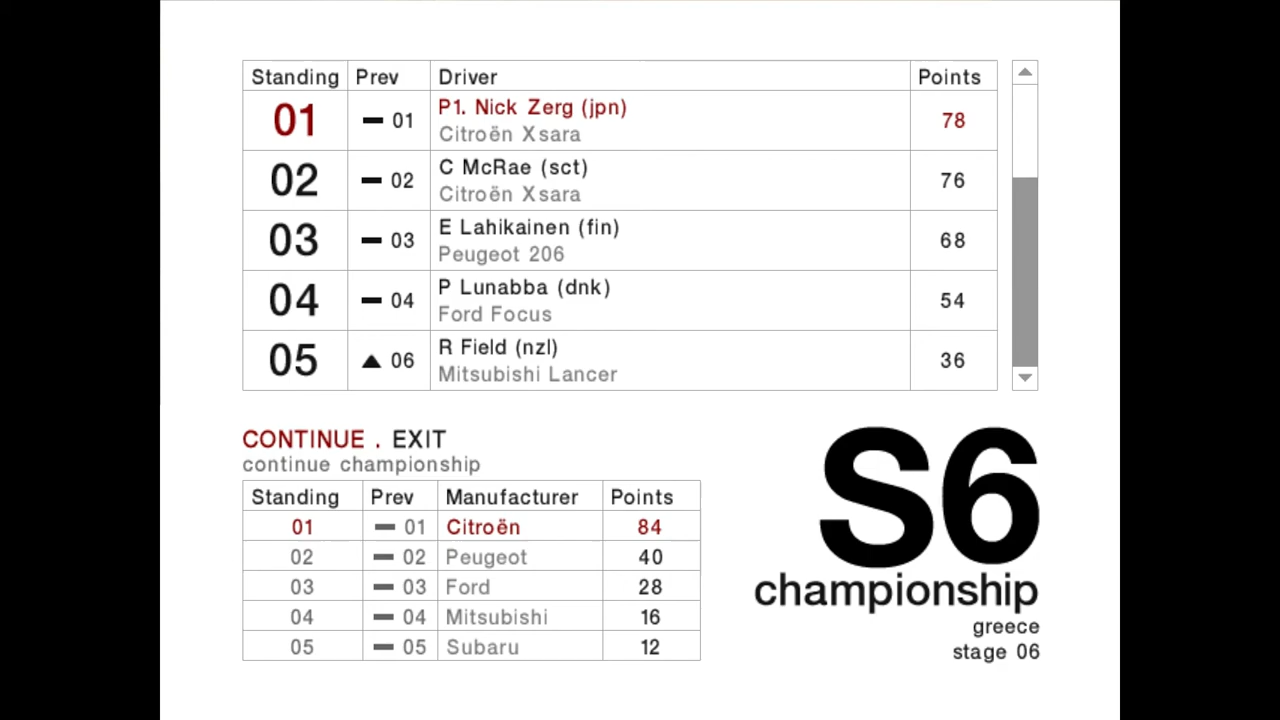 Standing Prev Driver Points
01 01 P1. Nick Zerg (jpn) 78
Citroën Xsara
02 02 C McRae (sct) 76
Citroën Xsara
03 03 E Lahikainen (fin) 68
Peugeot 206
04 04 P Lunabba (dnk) 54
Ford Focus
05 06 R Field (nzl) 36
Mitsubishi Lancer
CONTINUE . EXIT
continue championship
Standing Prev Manufacturer Points
01 01 Citroën 84
02 02 Peugeot 40
03 03 Ford 28
04 04 Mitsubishi 16
05 05 Subaru 12
S6
championship
greece
stage 06